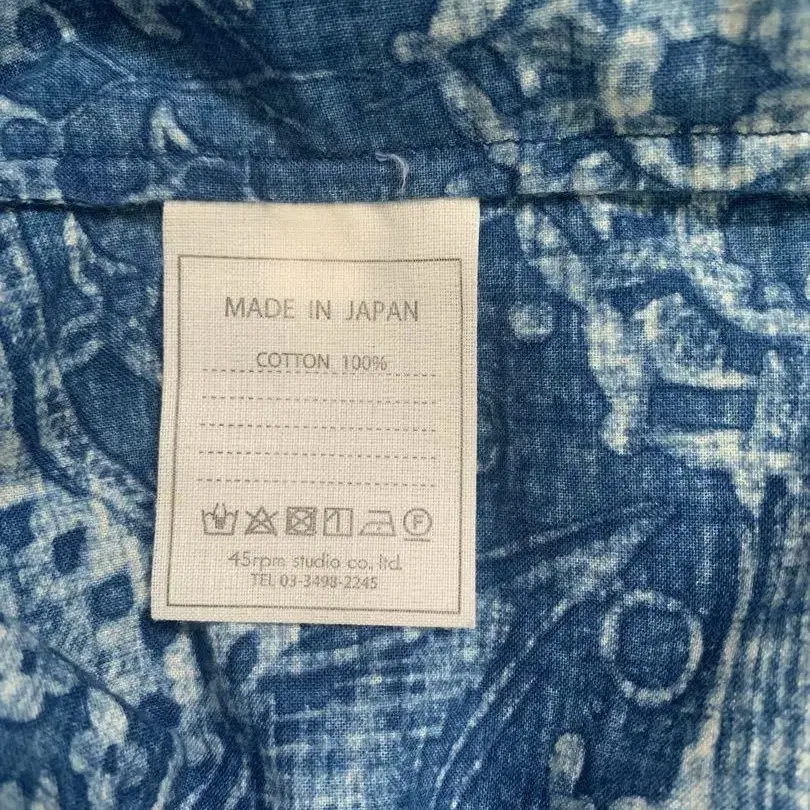 MADE IN JAPAN
COTTON 100%
F
45rpm studio co., ltd.
TEL 03-3498-2245